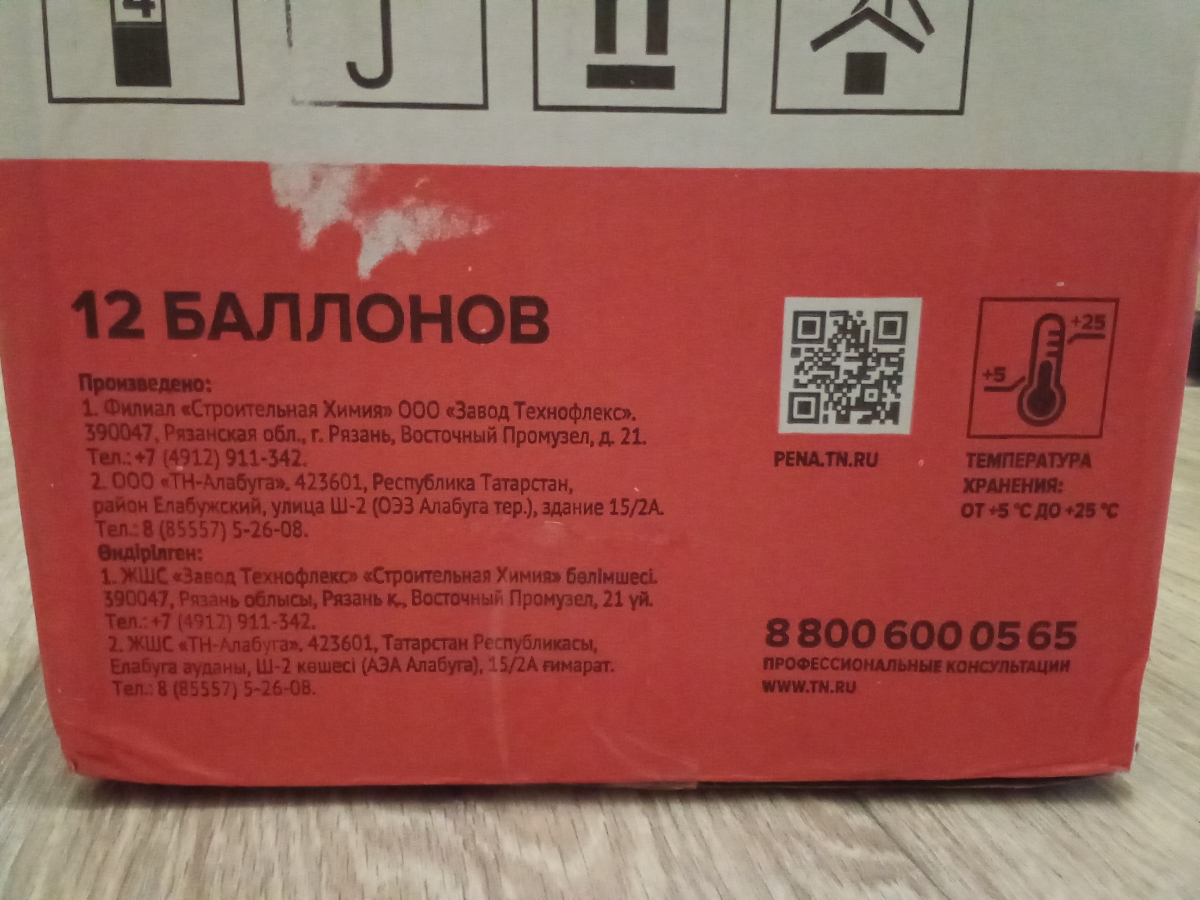 4
12 БАЛЛОНОВ
Произведено:
1. Филиал «Строительная Химия» ООО «Завод Технофлекс».
390047, Рязанская обл., г. Рязань, Восточный Промузел, д. 21.
Тел.: +7 (4912) 911-342.
2. ООО «ТН-Алабуга». 423601, Республика Татарстан,
район Елабужский, улица Ш-2 (ОЭЗ Алабуга тер.), здание 15/2А.
Тел.: 8 (85557) 5-26-08.
Өндірілген:
1. ЖШС «Завод Технофлекс» «Строительная Химия» бөлімшесі.
390047, Рязань облысы, Рязань қ., Восточный Промузел, 21 үй.
Тел.: +7 (4912) 911-342.
2. ЖШС «ТН-Алабуга». 423601, Татарстан Республикасы,
Елабуга ауданы, Ш-2 көшесі (АЭА Алабуга), 15/2А ғимарат.
Тел.: 8 (85557) 5-26-08.
PENA.TN.RU
+25
+5
ТЕМПЕРАТУРА
ХРАНЕНИЯ:
ОТ +5 °С ДО +25 °С
8 800 600 05 65
ПРОФЕССИОНАЛЬНЫЕ КОНСУЛЬТАЦИИ
WWW.TN.RU